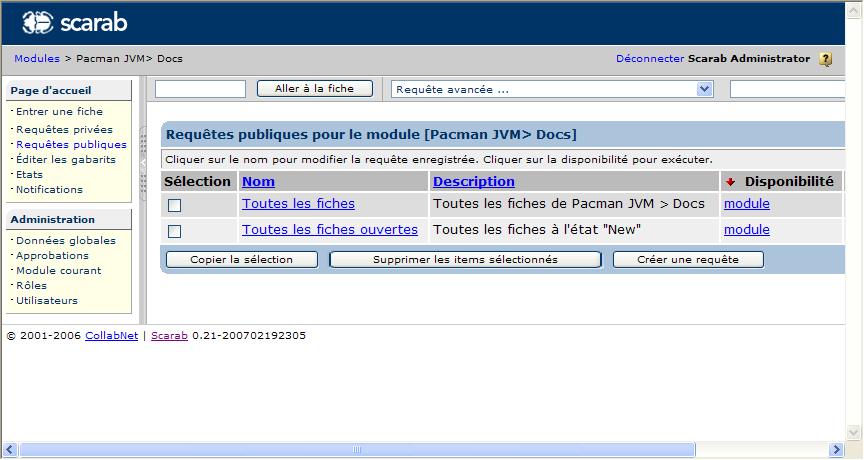 scarab
Modules > Pacman JVM> Docs
Déconnecter Scarab Administrator ?
Page d'accueil
Entrer une fiche
Requêtes privées
Requêtes publiques
Éditer les gabarits
Etats
Notifications
Administration
Données globales
Approbations
Module courant
Rôles
Utilisateurs
Aller à la fiche
Requête avancée ...
Requêtes publiques pour le module [Pacman JVM> Docs]
Cliquer sur le nom pour modifier la requête enregistrée. Cliquer sur la disponibilité pour exécuter.
Sélection Nom Description Disponibilité
Toutes les fiches Toutes les fiches de Pacman JVM > Docs module
Toutes les fiches ouvertes Toutes les fiches à l'état "New" module
Copier la sélection Supprimer les items sélectionnés Créer une requête
© 2001-2006 CollabNet | Scarab 0.21-200702192305